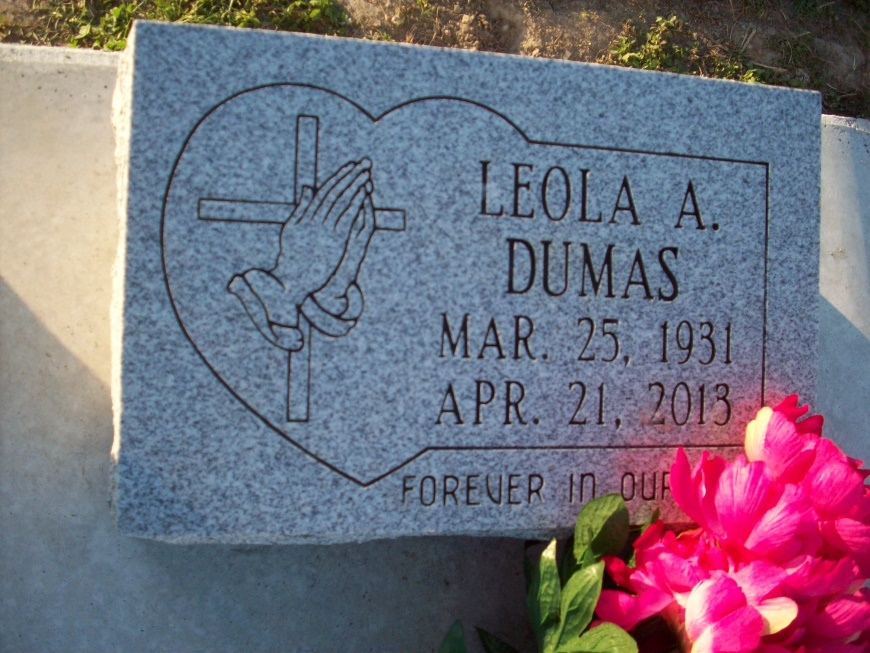 LEOLA A.
DUMAS
MAR. 25, 1931
APR. 21, 2013
FOREVER IN OUR